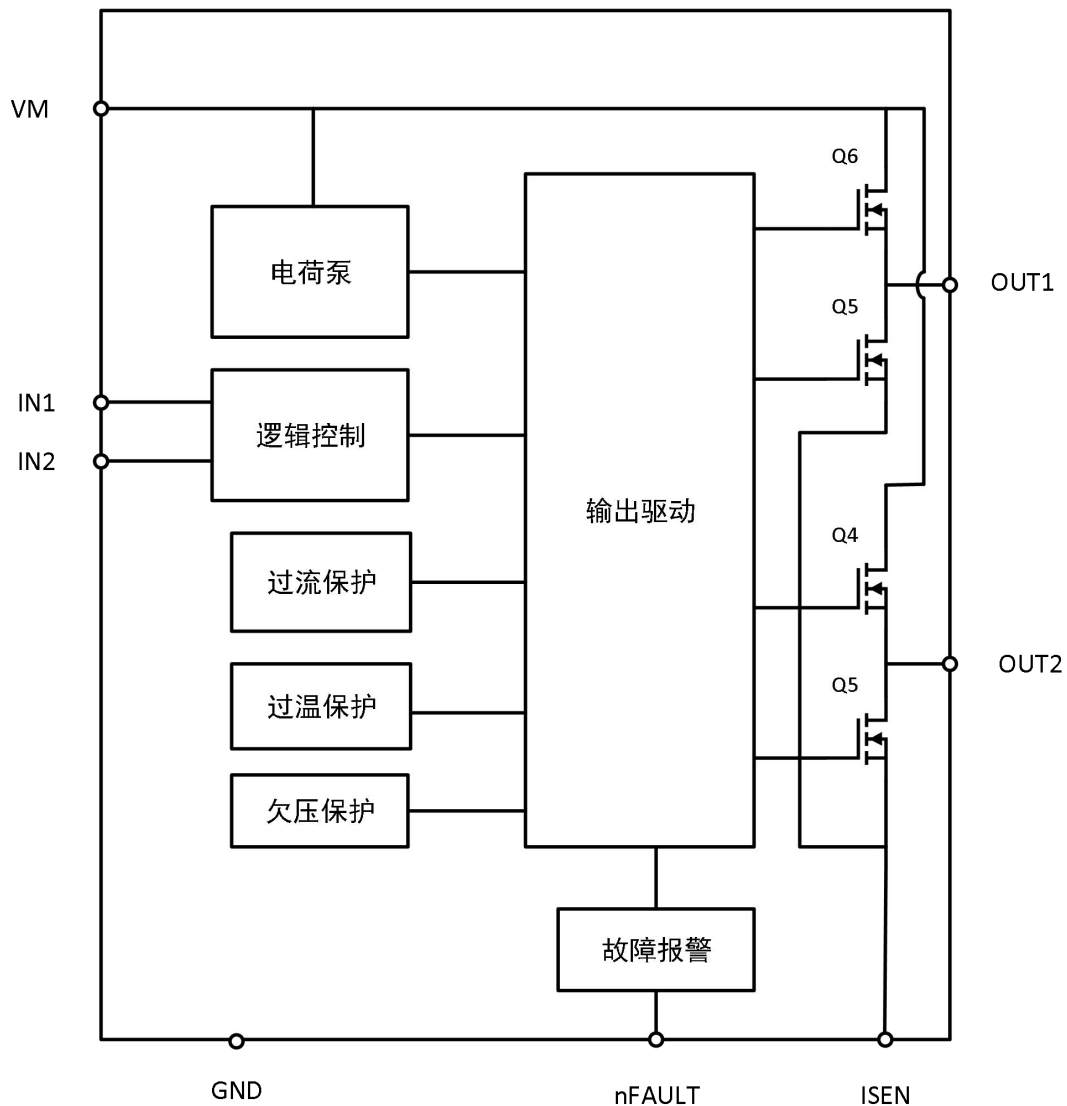 VM
Q6
电荷泵
OUT1
Q5
IN1
逻辑控制
IN2
输出驱动
Q4
过流保护
OUT2
Q5
过温保护
欠压保护
故障报警
GND
nFAULT
ISEN